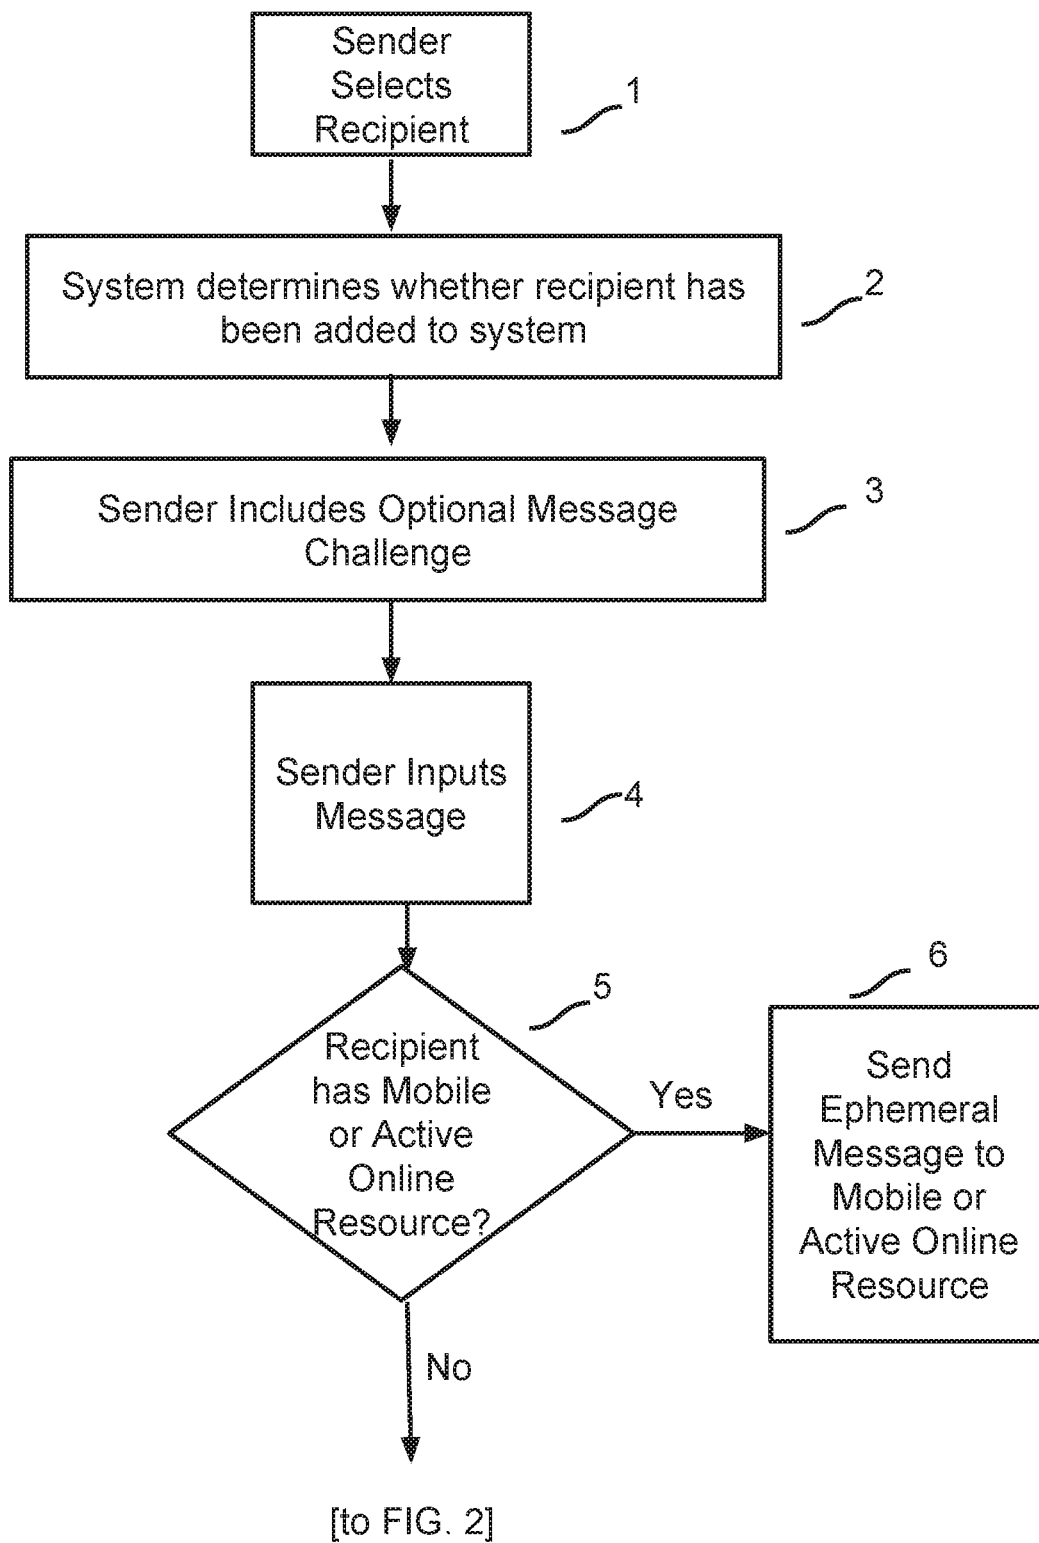 Sender
Selects
Recipient
1
System determines whether recipient has
been added to system
2
Sender Includes Optional Message
Challenge
3
Sender Inputs
Message
4
5
Recipient
has Mobile
or Active
Online
Resource?
Yes
6
Send
Ephemeral
Message to
Mobile or
Active Online
Resource
No
[to FIG. 2]